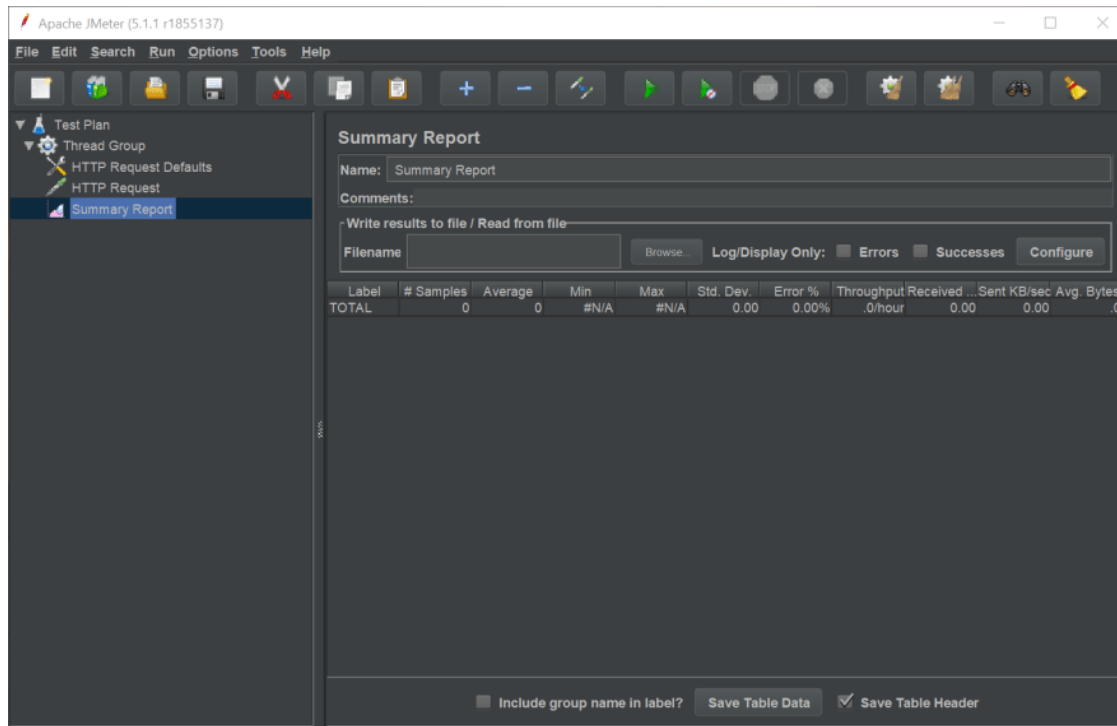 Apache JMeter (5.1.1 r1855137)
File Edit Search Run Options Tools Help
Test Plan
Thread Group
HTTP Request Defaults
HTTP Request
Summary Report
Summary Report
Name: Summary Report
Comments:
Write results to file / Read from file
Filename Browse... Log/Display Only: Errors Successes Configure
Label # Samples Average Min Max Std. Dev. Error % Throughput Received ... Sent KB/sec Avg. Bytes
TOTAL 0 0 #N/A #N/A 0.00 0.00% .0/hour 0.00 0.00 .0
Include group name in label? Save Table Data Save Table Header